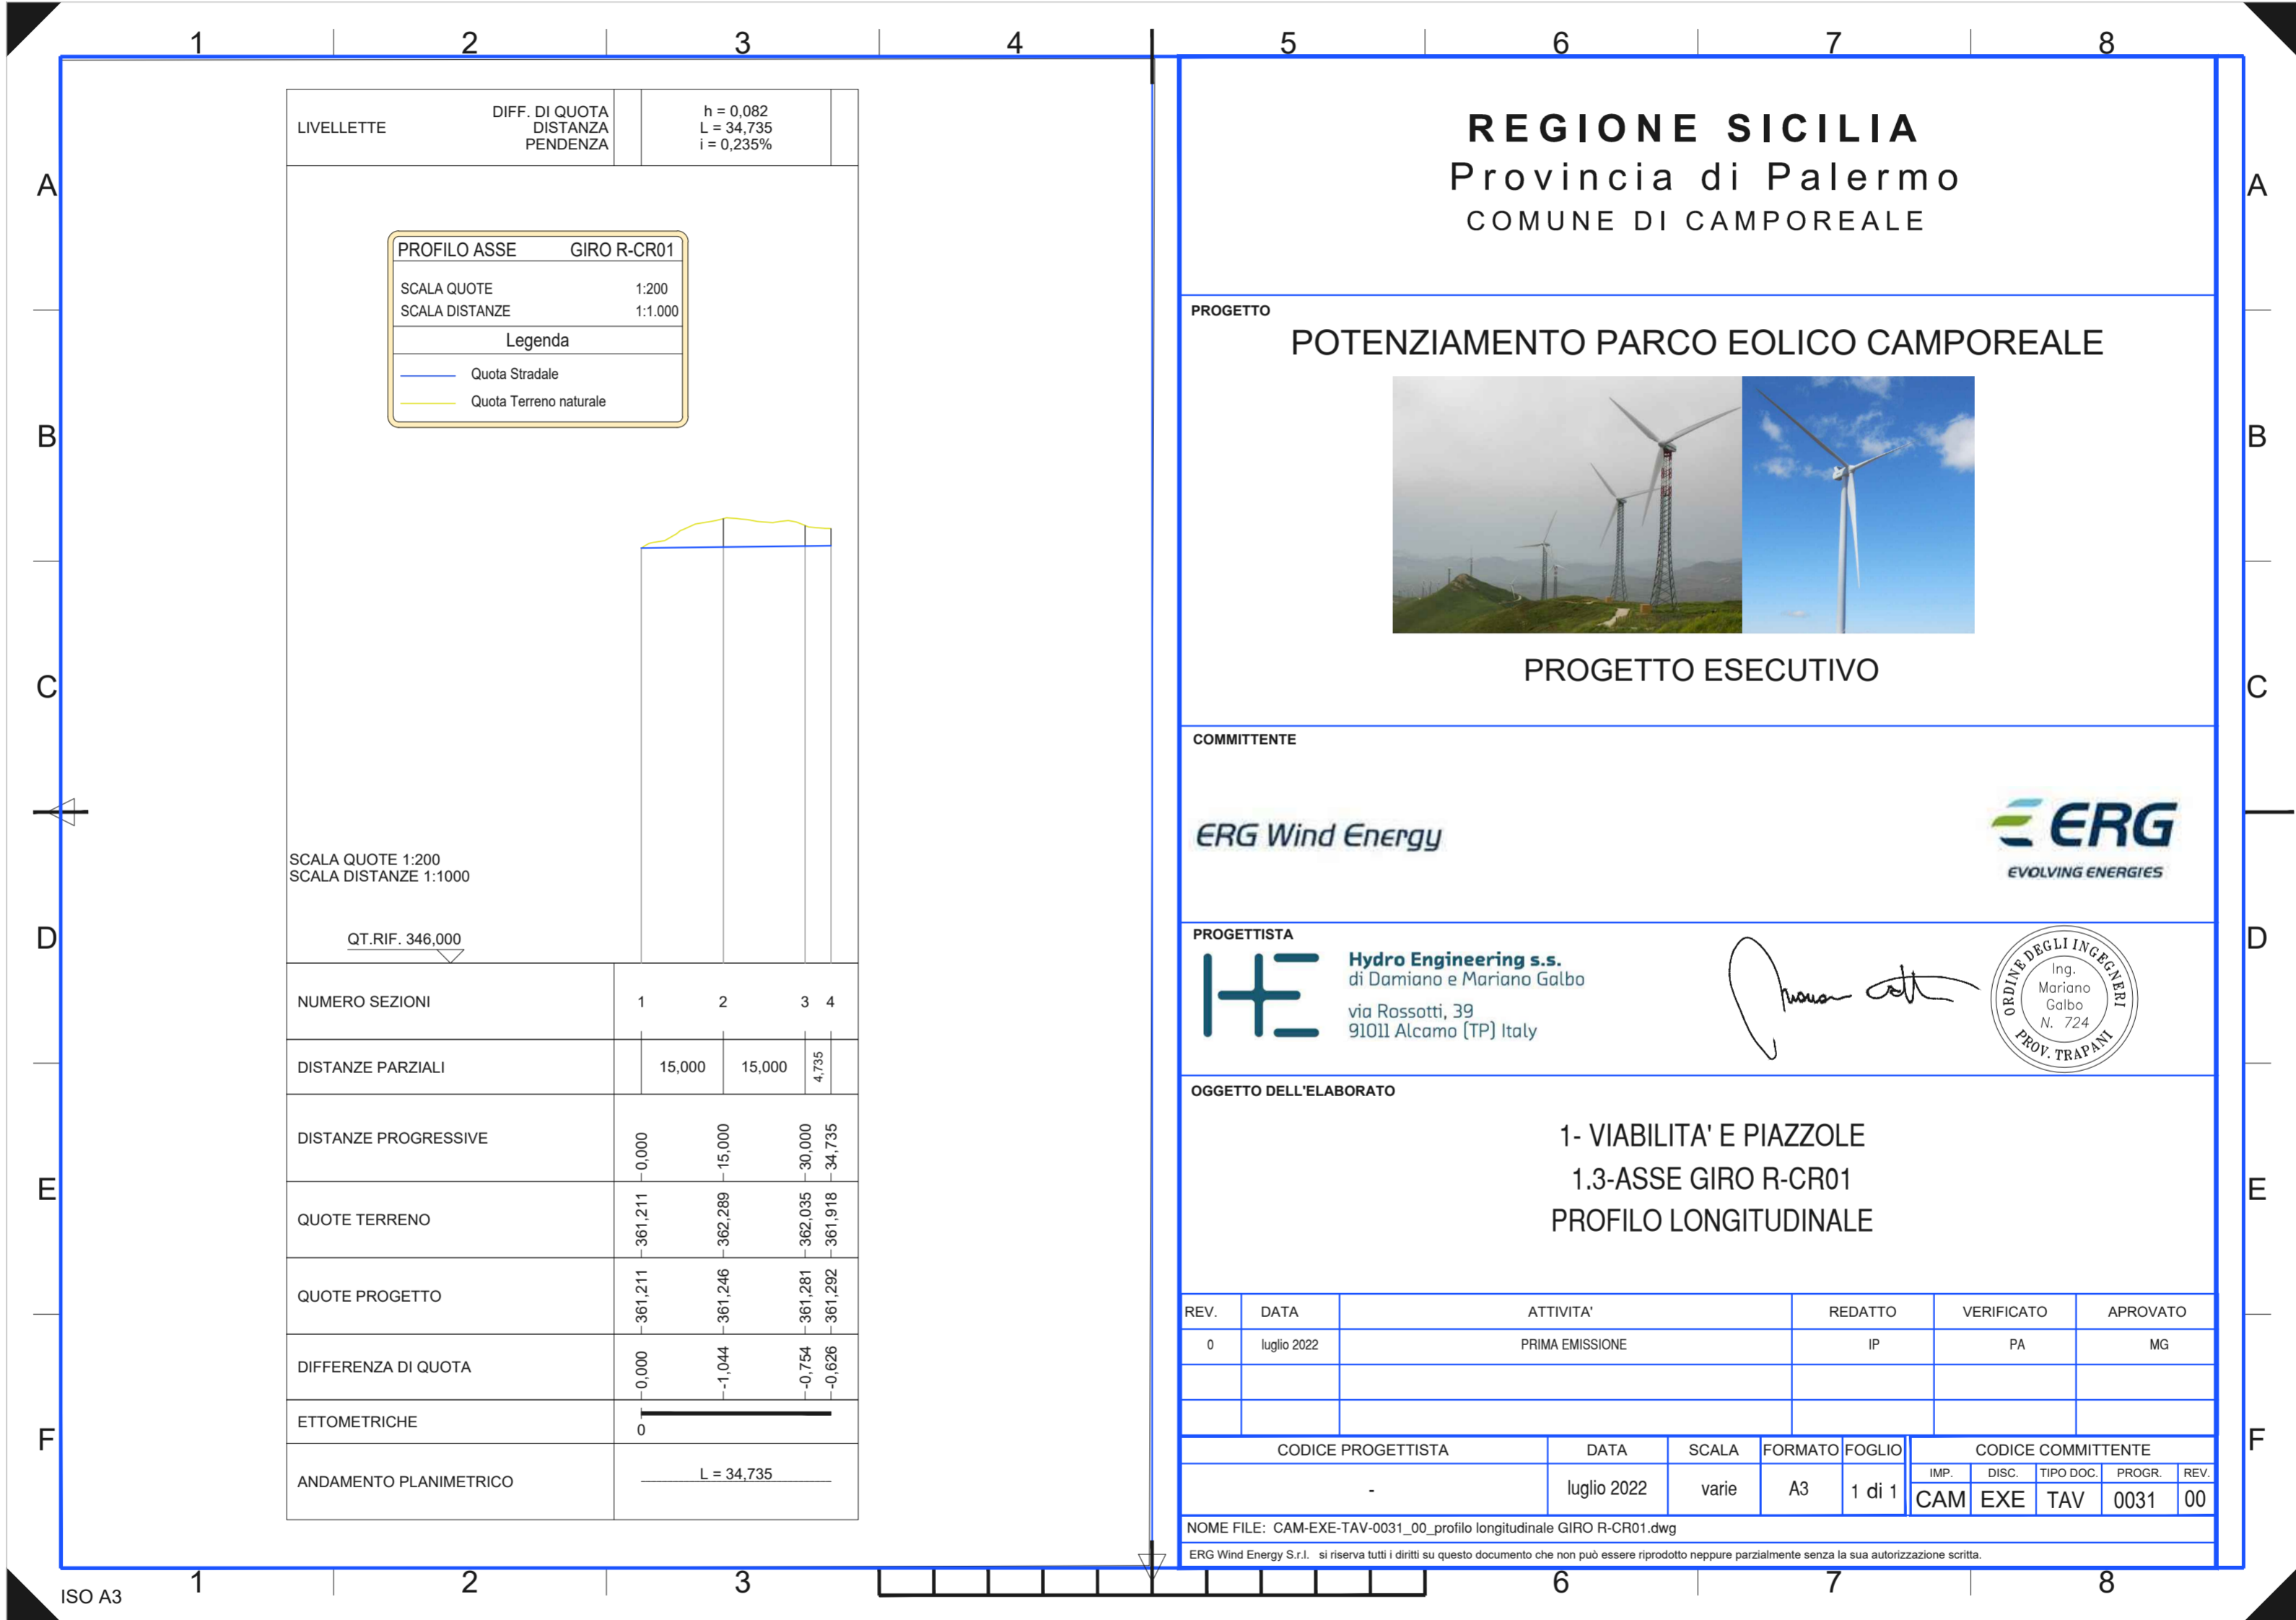 1 2 3 4 5 6 7 8
A
B
C
D
E
F
LIVELLETTE
DIFF. DI QUOTA
DISTANZA
PENDENZA
h = 0,082
L = 34,735
i = 0,235%
PROFILO ASSE GIRO R-CR01
SCALA QUOTE 1:200
SCALA DISTANZE 1:1.000
Legenda
Quota Stradale
Quota Terreno naturale
SCALA QUOTE 1:200
SCALA DISTANZE 1:1000
QT.RIF. 346,000
NUMERO SEZIONI 1 2 3 4
DISTANZE PARZIALI 15,000 15,000 4,735
DISTANZE PROGRESSIVE 0,000 15,000 30,000 34,735
QUOTE TERRENO 361,211 362,289 362,035 361,918
QUOTE PROGETTO 361,211 361,246 361,281 361,292
DIFFERENZA DI QUOTA 0,000 -1,044 -0,754 -0,626
ETTOMETRICHE 0
ANDAMENTO PLANIMETRICO L = 34,735
REGIONE SICILIA
Provincia di Palermo
COMUNE DI CAMPOREALE
PROGETTO
POTENZIAMENTO PARCO EOLICO CAMPOREALE
PROGETTO ESECUTIVO
COMMITTENTE
ERG Wind Energy
ERG
EVOLVING ENERGIES
PROGETTISTA
HE
Hydro Engineering s.s.
di Damiano e Mariano Galbo
via Rossotti, 39
91011 Alcamo (TP) Italy
ORDINE DEGLI INGEGNERI
Ing.
Mariano
Galbo
N. 724
PROV. TRAPANI
OGGETTO DELL'ELABORATO
1- VIABILITA' E PIAZZOLE
1.3-ASSE GIRO R-CR01
PROFILO LONGITUDINALE
REV. DATA ATTIVITA' REDATTO VERIFICATO APROVATO
0 luglio 2022 PRIMA EMISSIONE IP PA MG
CODICE PROGETTISTA DATA SCALA FORMATO FOGLIO CODICE COMMITTENTE
IMP. DISC. TIPO DOC. PROGR. REV.
- luglio 2022 varie A3 1 di 1 CAM EXE TAV 0031 00
NOME FILE: CAM-EXE-TAV-0031_00_profilo longitudinale GIRO R-CR01.dwg
ERG Wind Energy S.r.l. si riserva tutti i diritti su questo documento che non può essere riprodotto neppure parzialmente senza la sua autorizzazione scritta.
A
B
C
D
E
F
1 2 3 6 7 8
ISO A3